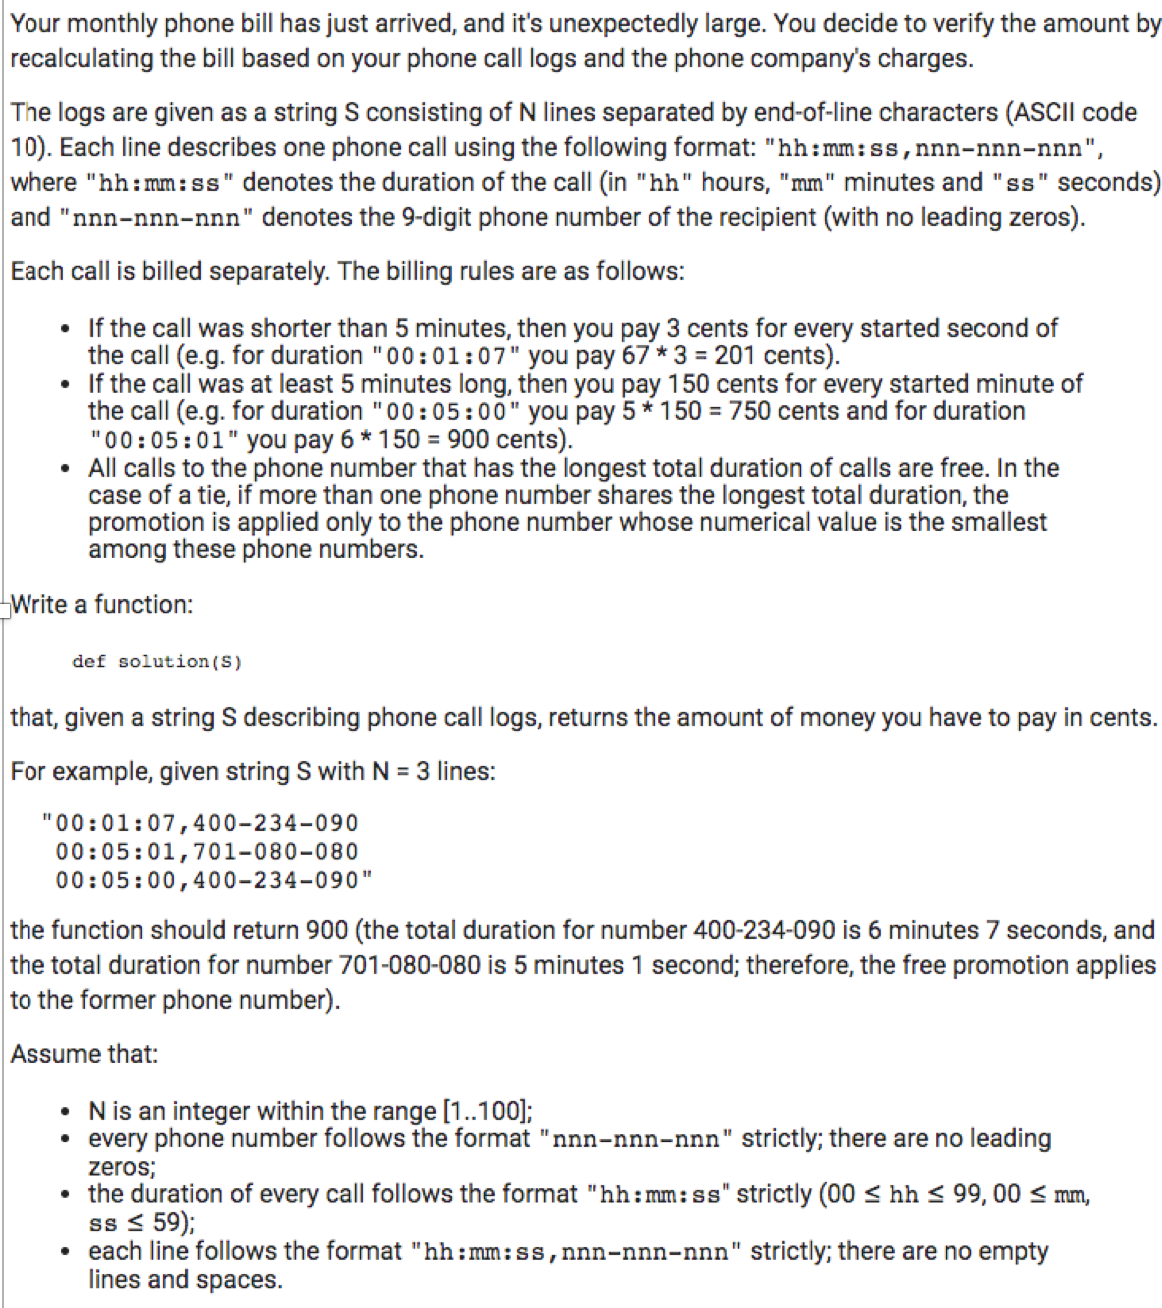 Your monthly phone bill has just arrived, and it's unexpectedly large. You decide to verify the amount by
recalculating the bill based on your phone call logs and the phone company's charges.
The logs are given as a string S consisting of N lines separated by end-of-line characters (ASCII code
10). Each line describes one phone call using the following format: "hh:mm:ss,nnn-nnn-nnn",
where "hh:mm:ss" denotes the duration of the call (in "hh" hours, "mm" minutes and "ss" seconds)
and "nnn-nnn-nnn" denotes the 9-digit phone number of the recipient (with no leading zeros).
Each call is billed separately. The billing rules are as follows:
• If the call was shorter than 5 minutes, then you pay 3 cents for every started second of
the call (e.g. for duration "00:01:07" you pay 67 * 3 = 201 cents).
• If the call was at least 5 minutes long, then you pay 150 cents for every started minute of
the call (e.g. for duration "00:05:00" you pay 5 * 150 = 750 cents and for duration
"00:05:01" you pay 6 * 150 = 900 cents).
• All calls to the phone number that has the longest total duration of calls are free. In the
case of a tie, if more than one phone number shares the longest total duration, the
promotion is applied only to the phone number whose numerical value is the smallest
among these phone numbers.
Write a function:
def solution(S)
that, given a string S describing phone call logs, returns the amount of money you have to pay in cents.
For example, given string S with N = 3 lines:
"00:01:07,400-234-090
00:05:01,701-080-080
00:05:00,400-234-090"
the function should return 900 (the total duration for number 400-234-090 is 6 minutes 7 seconds, and
the total duration for number 701-080-080 is 5 minutes 1 second; therefore, the free promotion applies
to the former phone number).
Assume that:
• N is an integer within the range [1..100];
• every phone number follows the format "nnn-nnn-nnn" strictly; there are no leading
zeros;
• the duration of every call follows the format "hh:mm:ss" strictly (00 ≤ hh ≤ 99, 00 ≤ mm,
ss ≤ 59);
• each line follows the format "hh:mm:ss,nnn-nnn-nnn" strictly; there are no empty
lines and spaces.